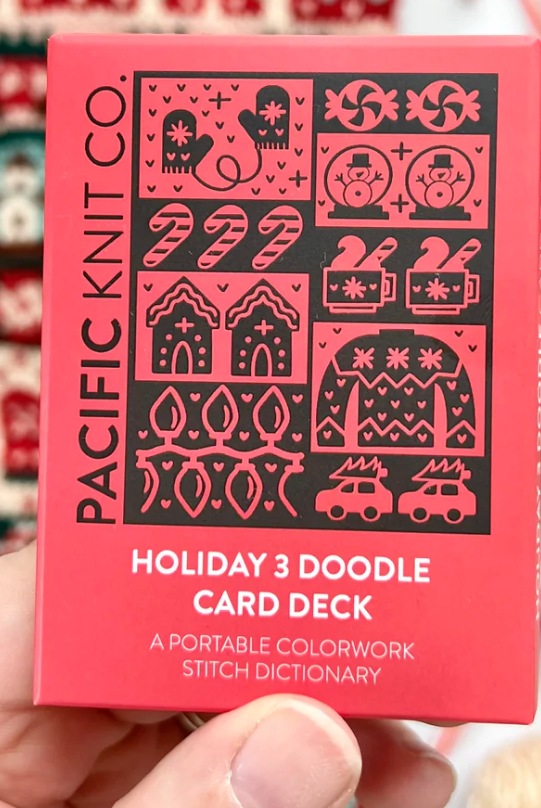 PACIFIC KNIT CO.
HOLIDAY 3 DOODLE
CARD DECK
A PORTABLE COLORWORK
STITCH DICTIONARY